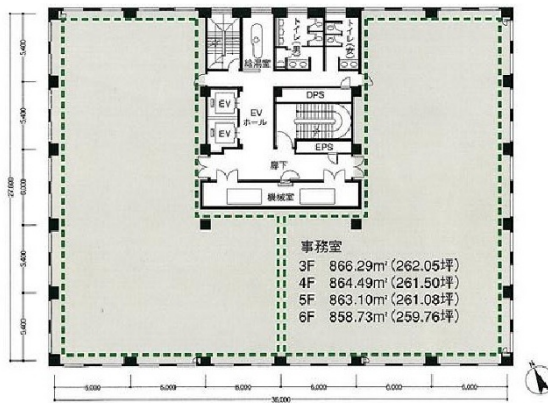 給湯室
トイレ(男)
トイレ(女)
DPS
EV
EV
EV
ホール
EPS
廊下
機械室
事務室
3F 866.29㎡(262.05坪)
4F 864.49㎡(261.50坪)
5F 863.10㎡(261.08坪)
6F 858.73㎡(259.76坪)
5,400
5,400
6,000
5,400
5,400
27,600
6,000
6,000
6,000
6,000
6,000
6,000
36,000
N